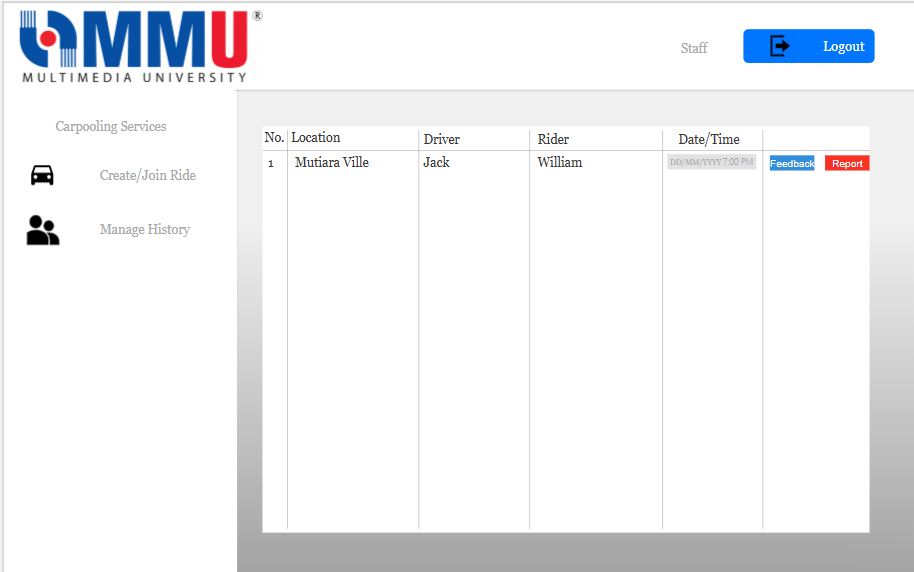 MMU®
MULTIMEDIA UNIVERSITY
Staff
Logout
Carpooling Services
Create/Join Ride
Manage History
No. Location Driver Rider Date/Time
1 Mutiara Ville Jack William DD/MM/YYYY 7:00 PM Feedback Report